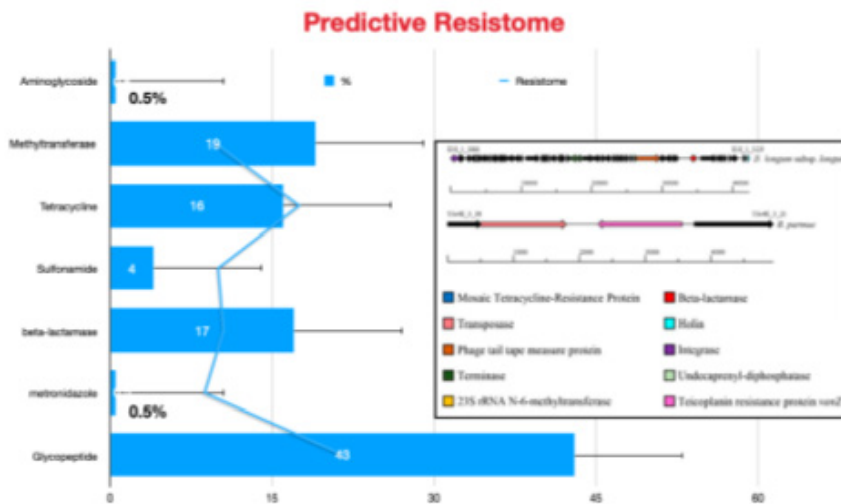 Predictive Resistome
%
Resistome
Aminoglycoside
0.5%
Methyltransferase
19
Tetracycline
16
Sulfonamide
4
beta-lactamase
17
metronidazole
0.5%
Glycopeptide
43
0
15
30
45
60
B. longum subsp. longum
Mosaic Tetracycline-Resistance Protein
Beta-lactamase
Transposase
Holin
Phage tail tape measure protein
Integrase
Terminase
Undecaprenyl-diphosphatase
23S rRNA N-6-methyltransferase
Teicoplanin resistance protein vanZ